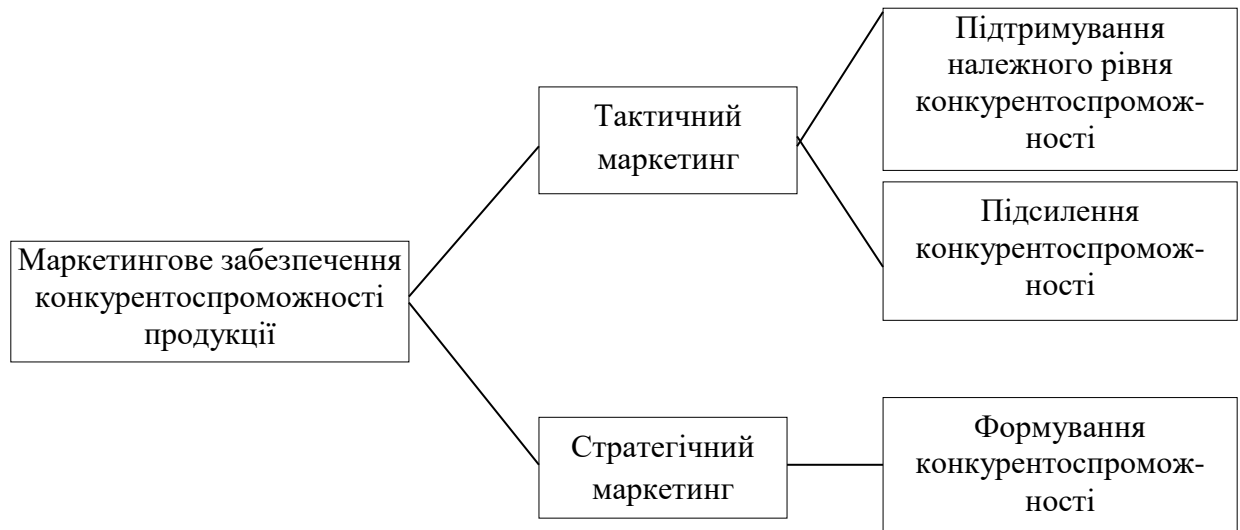 Підтримування
належного рівня
конкурентоспромож-
ності
Тактичний
маркетинг
Підсилення
конкурентоспромож-
ності
Маркетингове забезпечення
конкурентоспроможності
продукції
Стратегічний
маркетинг
Формування
конкурентоспромож-
ності